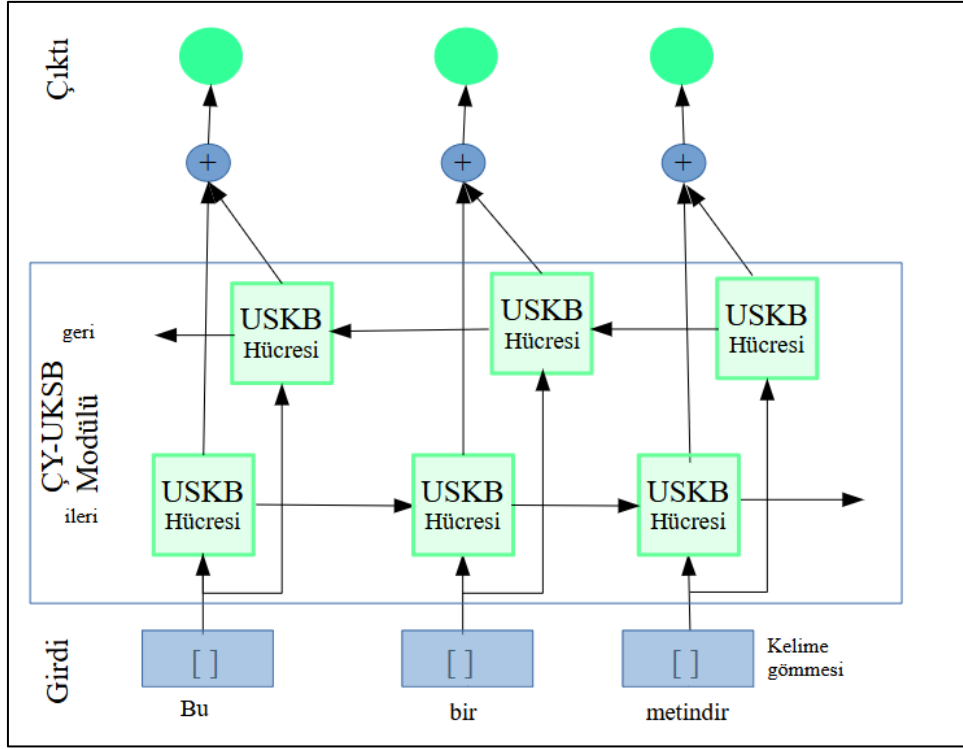 Çıktı
+
+
+
geri
USKB
Hücresi
USKB
Hücresi
USKB
Hücresi
ÇY-UKSB
Modülü
ileri
USKB
Hücresi
USKB
Hücresi
USKB
Hücresi
Girdi
[ ]
[ ]
[ ]
Kelime
gömmesi
Bu
bir
metindir